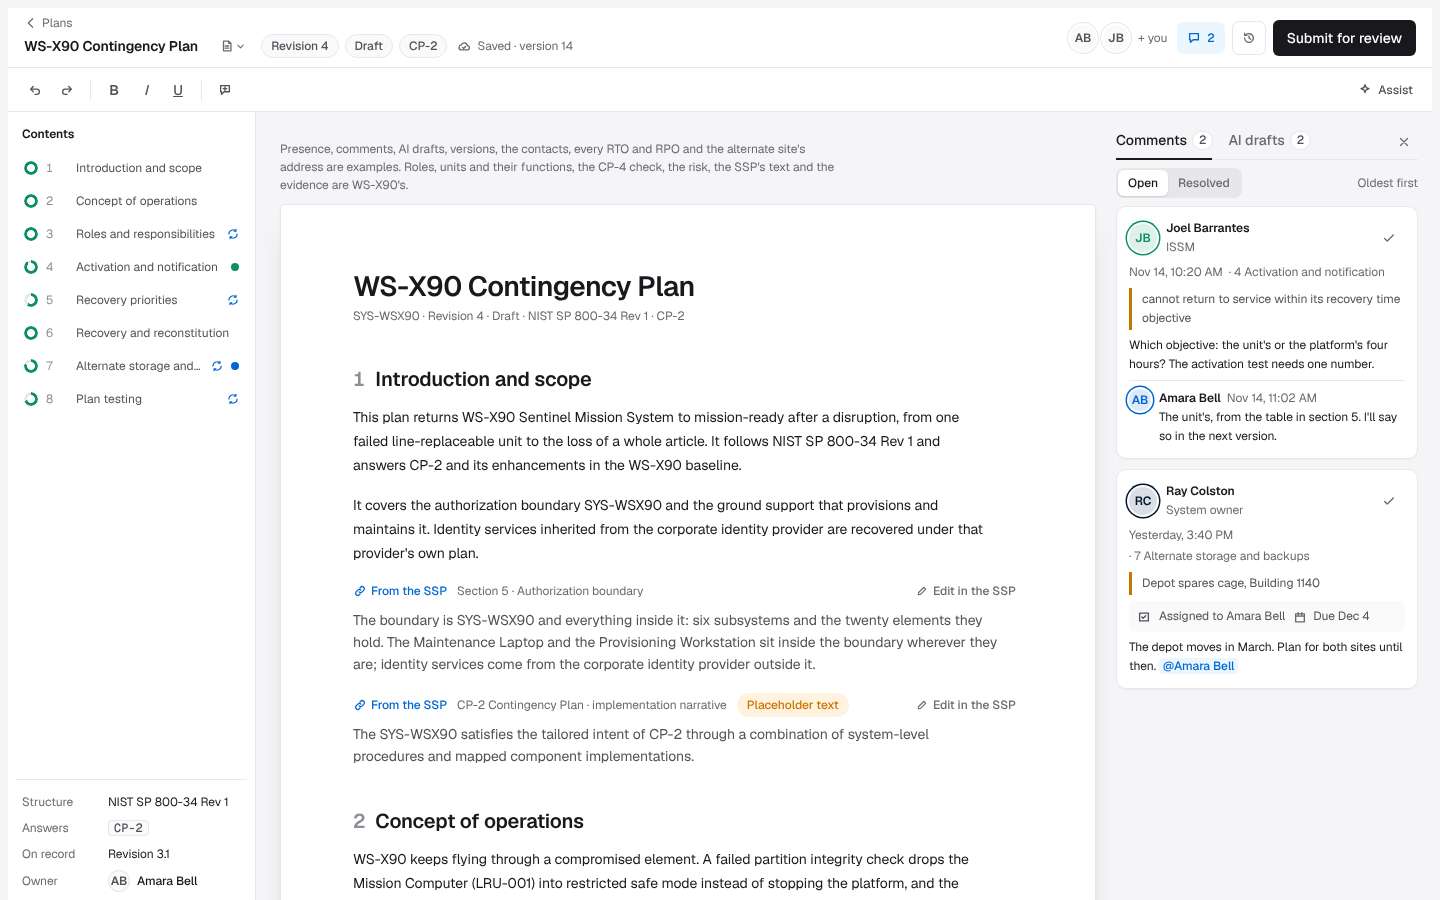 Plans
WS-X90 Contingency Plan
Revision 4
Draft
CP-2
Saved · version 14
AB
JB
+ you
2
Submit for review
B
I
U
Assist
Contents
1 Introduction and scope
2 Concept of operations
3 Roles and responsibilities
4 Activation and notification
5 Recovery priorities
6 Recovery and reconstitution
7 Alternate storage and...
8 Plan testing
Structure NIST SP 800-34 Rev 1
Answers CP-2
On record Revision 3.1
Owner AB Amara Bell
Presence, comments, AI drafts, versions, the contacts, every RTO and RPO and the alternate site's
address are examples. Roles, units and their functions, the CP-4 check, the risk, the SSP's text and the
evidence are WS-X90's.
WS-X90 Contingency Plan
SYS-WSX90 · Revision 4 · Draft · NIST SP 800-34 Rev 1 · CP-2
1 Introduction and scope
This plan returns WS-X90 Sentinel Mission System to mission-ready after a disruption, from one
failed line-replaceable unit to the loss of a whole article. It follows NIST SP 800-34 Rev 1 and
answers CP-2 and its enhancements in the WS-X90 baseline.
It covers the authorization boundary SYS-WSX90 and the ground support that provisions and
maintains it. Identity services inherited from the corporate identity provider are recovered under that
provider's own plan.
From the SSP Section 5 · Authorization boundary Edit in the SSP
The boundary is SYS-WSX90 and everything inside it: six subsystems and the twenty elements they
hold. The Maintenance Laptop and the Provisioning Workstation sit inside the boundary wherever they
are; identity services come from the corporate identity provider outside it.
From the SSP CP-2 Contingency Plan · implementation narrative Placeholder text Edit in the SSP
The SYS-WSX90 satisfies the tailored intent of CP-2 through a combination of system-level
procedures and mapped component implementations.
2 Concept of operations
WS-X90 keeps flying through a compromised element. A failed partition integrity check drops the
Mission Computer (LRU-001) into restricted safe mode instead of stopping the platform, and the
Comments 2
AI drafts 2
Open
Resolved
Oldest first
JB
Joel Barrantes
ISSM
Nov 14, 10:20 AM · 4 Activation and notification
cannot return to service within its recovery time
objective
Which objective: the unit's or the platform's four
hours? The activation test needs one number.
AB
Amara Bell Nov 14, 11:02 AM
The unit's, from the table in section 5. I'll say
so in the next version.
RC
Ray Colston
System owner
Yesterday, 3:40 PM
· 7 Alternate storage and backups
Depot spares cage, Building 1140
Assigned to Amara Bell Due Dec 4
The depot moves in March. Plan for both sites until
then. @Amara Bell